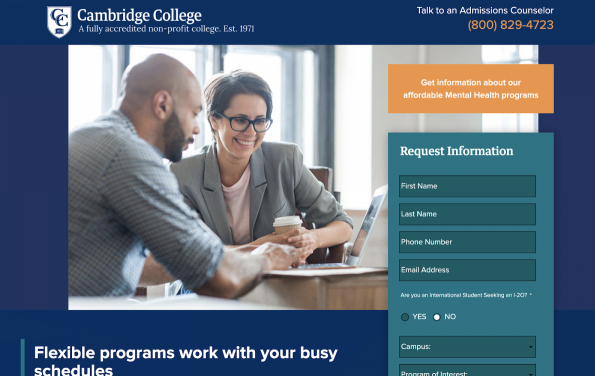 CC
Cambridge College
A fully accredited non-profit college. Est. 1971
Talk to an Admissions Counselor
(800) 829-4723
Get information about our
affordable Mental Health programs
Request Information
First Name
Last Name
Phone Number
Email Address
Are you an International Student Seeking an I-20? *
YES NO
Campus:
Program of Interest:
Flexible programs work with your busy
schedules